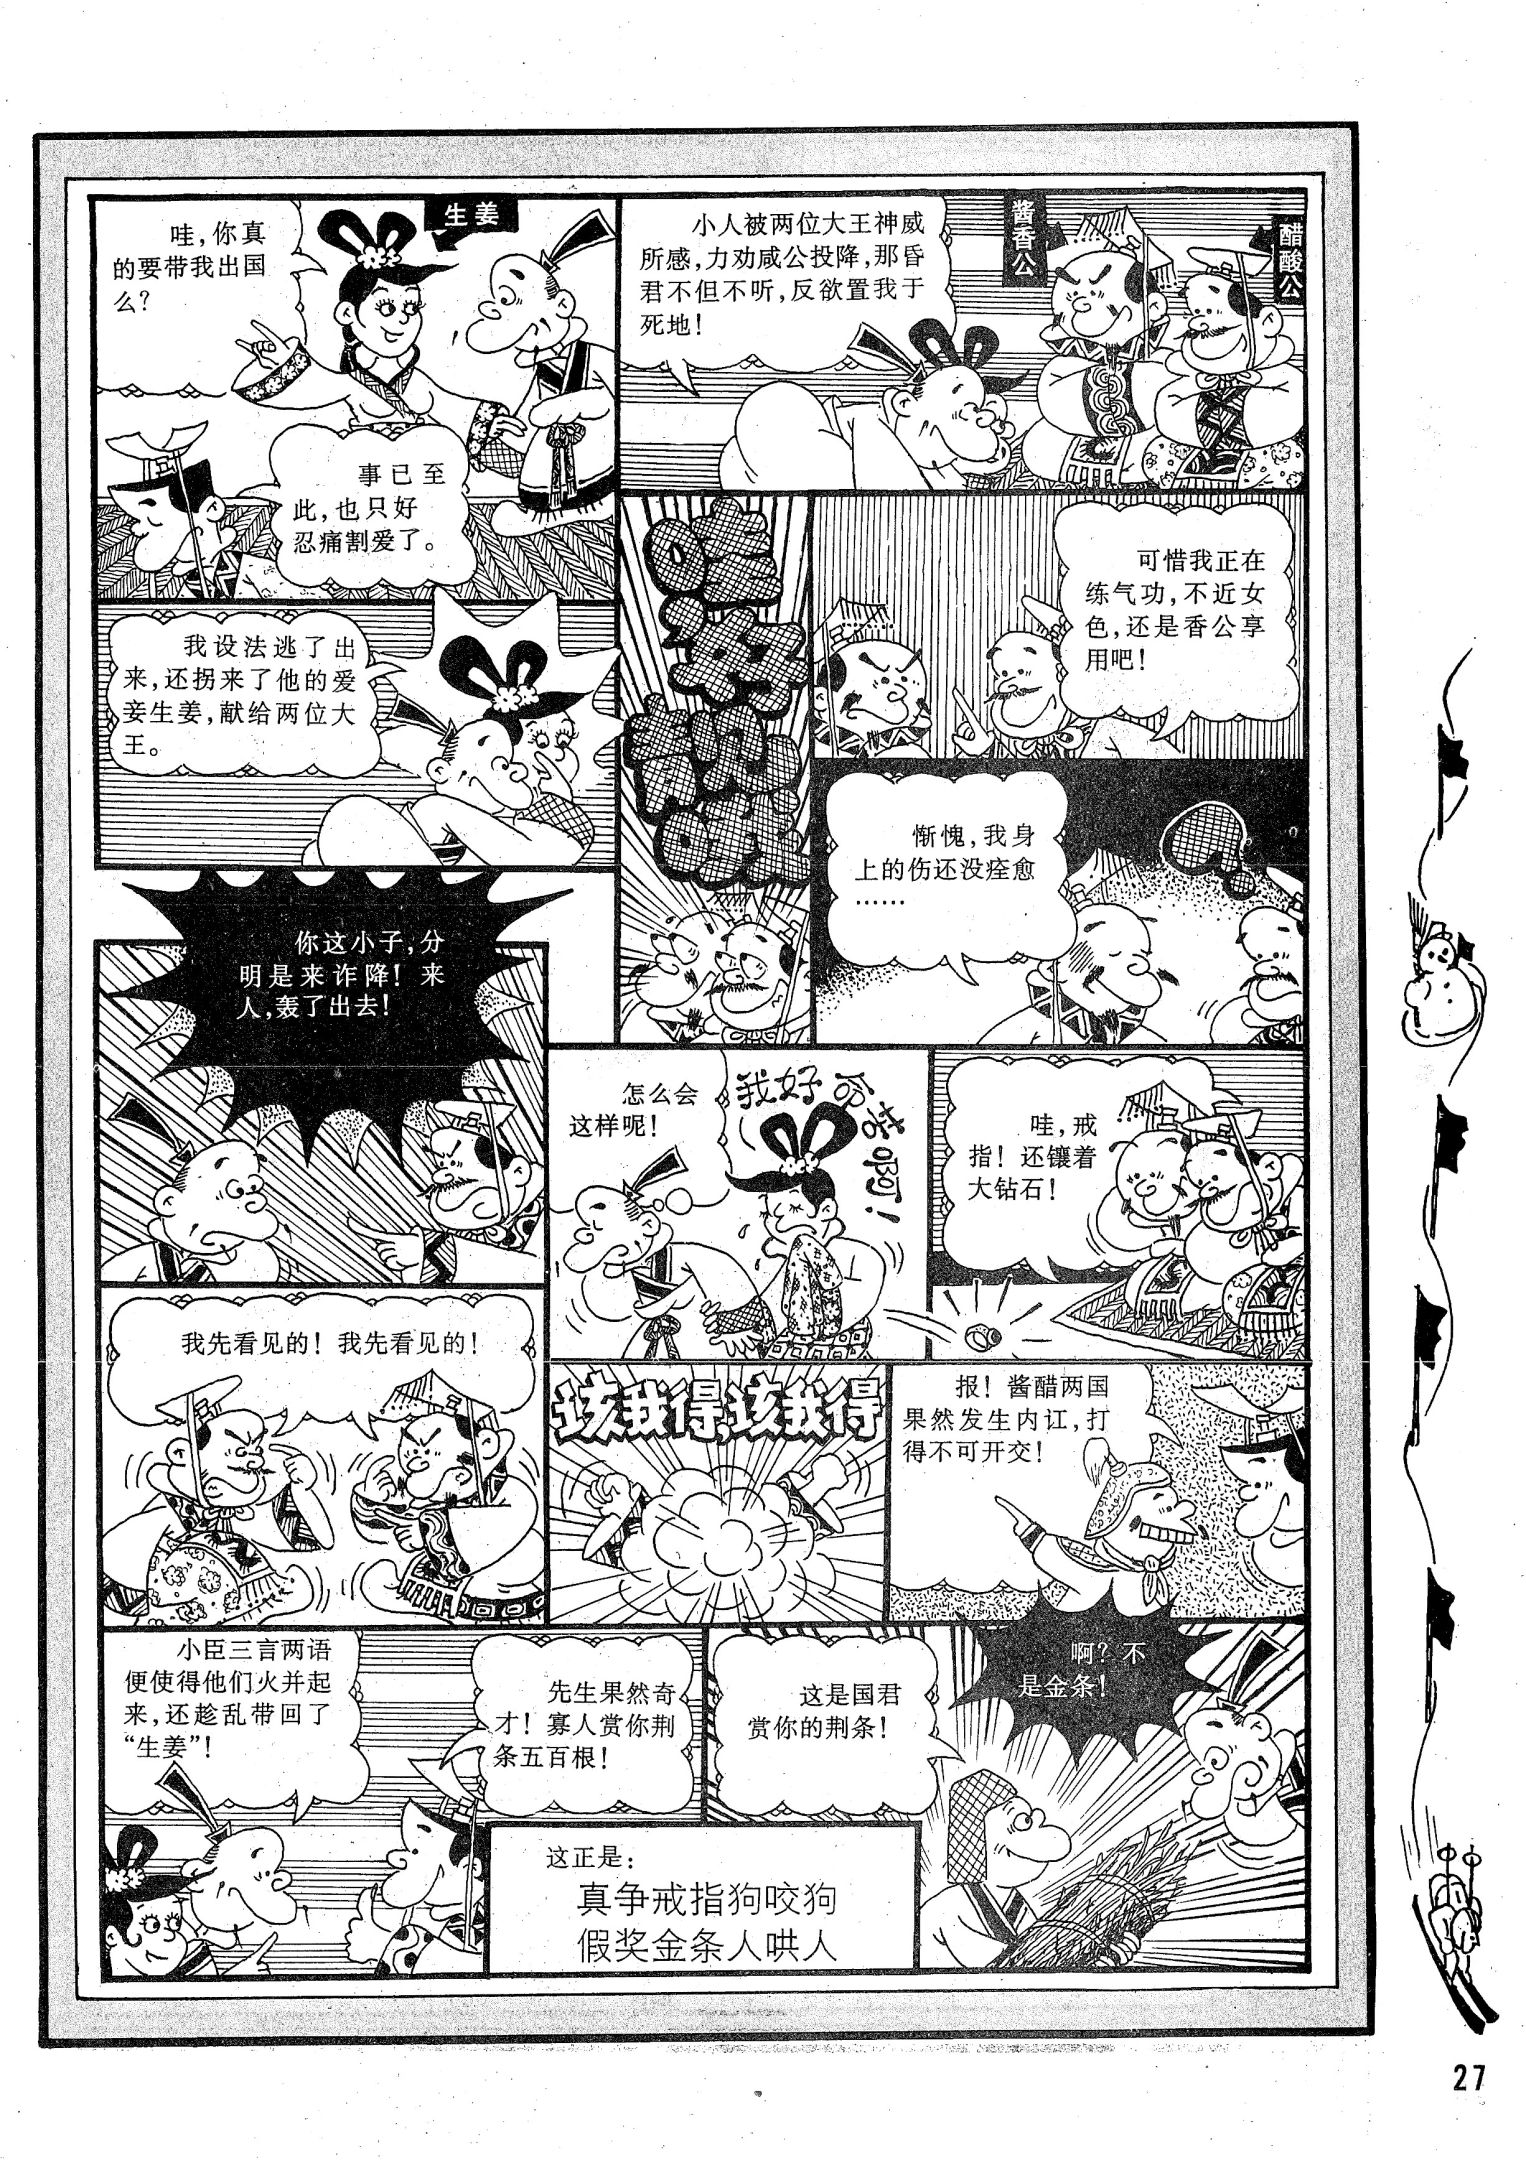 生姜
哇,你真
的要带我出国
么?
事已至
此,也只好
忍痛割爱了。
小人被两位大王神威
所感,力劝咸公投降,那昏
君不但不听,反欲置我于
死地!
酱香公
醋酸公
我设法逃了出
来,还拐来了他的爱
妾生姜,献给两位大
王。
哇
可惜我正在
练气功,不近女
色,还是香公享
用吧!
惭愧,我身
上的伤还没痊愈
……
?
你这小子,分
明是来诈降!来
人,轰了出去!
怎么会
这样呢!
我好命苦啊!
哇,戒
指!还镶着
大钻石!
我先看见的!我先看见的!
该我得,该我得
报!酱醋两国
果然发生内讧,打
得不可开交!
小臣三言两语
便使得他们火并起
来,还趁乱带回了
“生姜”!
先生果然奇
才!寡人赏你荆
条五百根!
这是国君
赏你的荆条!
啊?不
是金条!
这正是:
真争戒指狗咬狗
假奖金条人哄人
27